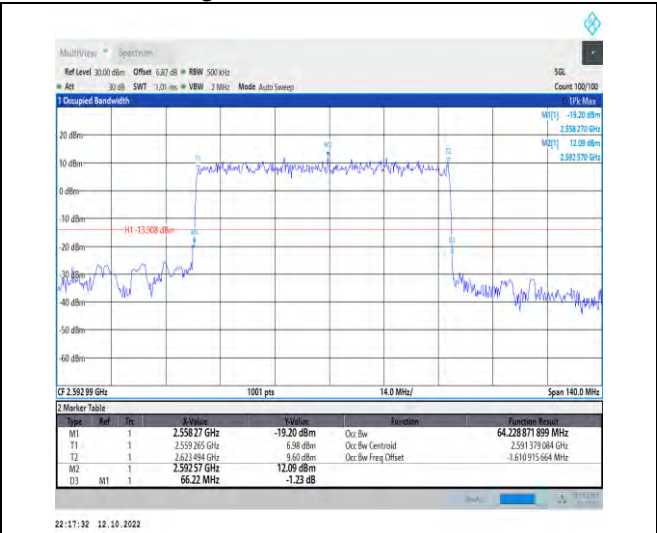 MultiView Spectrum
Ref Level 30.00 dBm Offset 6.87 dB RBW 500 kHz SGL
Att 30 dB SWT 1.01 ms VBW 2 MHz Mode Auto Sweep Count 100/100
1 Occupied Bandwidth 1Pk Max
M1[1] -19.20 dBm
2.558 270 GHz
M2[1] 12.09 dBm
2.592 570 GHz
20 dBm
M2
T2
T1
10 dBm
0 dBm
-10 dBm
H1 -13.908 dBm
M1
D3
-20 dBm
-30 dBm
-40 dBm
-50 dBm
-60 dBm
CF 2.592 99 GHz 1001 pts 14.0 MHz/ Span 140.0 MHz
2 Marker Table
Type Ref Trc X-Value Y-Value Function Function Result
M1 1 2.558 27 GHz -19.20 dBm Occ Bw 64.228 871 899 MHz
T1 1 2.559 265 GHz 6.98 dBm Occ Bw Centroid 2.591 379 084 GHz
T2 1 2.623 494 GHz 9.60 dBm Occ Bw Freq Offset -1.610 915 664 MHz
M2 1 2.592 57 GHz 12.09 dBm
D3 M1 1 66.22 MHz -1.23 dB
22:17:32 12.10.2022